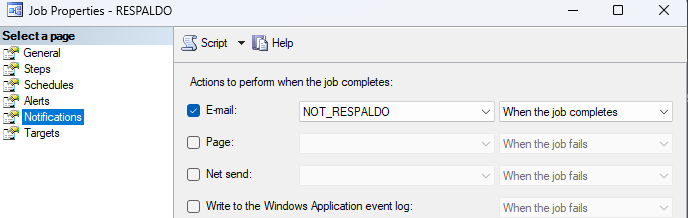 Job Properties - RESPALDO
Select a page
General
Steps
Schedules
Alerts
Notifications
Targets
Script Help
Actions to perform when the job completes:
E-mail: NOT_RESPALDO When the job completes
Page: When the job fails
Net send: When the job fails
Write to the Windows Application event log: When the job fails